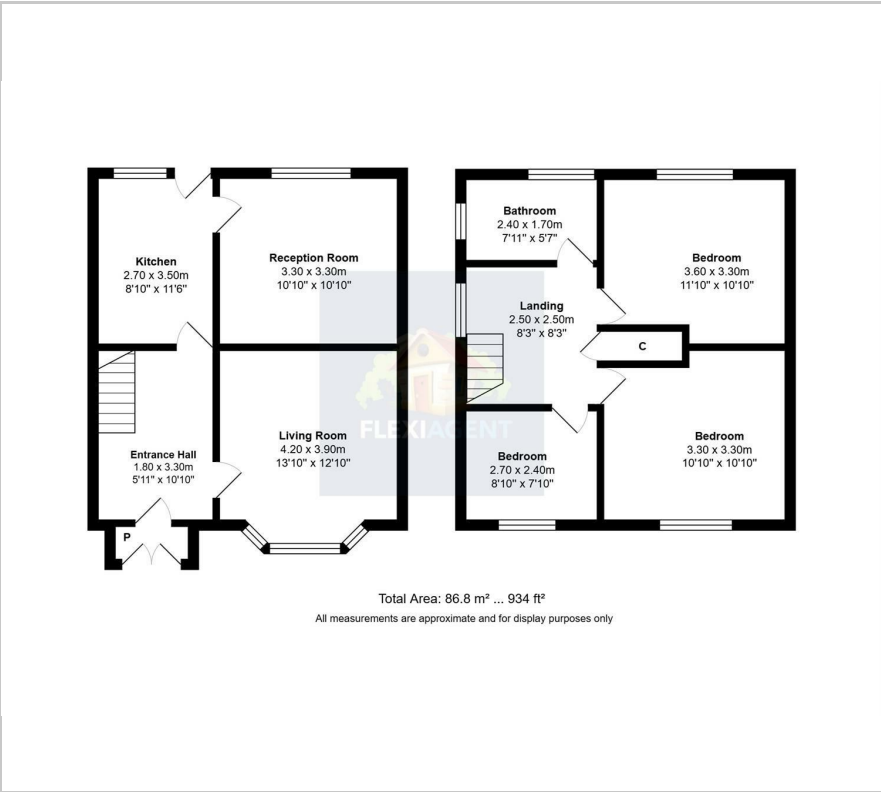 Kitchen
2.70 x 3.50m
8'10" x 11'6"
Reception Room
3.30 x 3.30m
10'10" x 10'10"
Entrance Hall
1.80 x 3.30m
5'11" x 10'10"
Living Room
4.20 x 3.90m
13'10" x 12'10"
P
Bathroom
2.40 x 1.70m
7'11" x 5'7"
Bedroom
3.60 x 3.30m
11'10" x 10'10"
Landing
2.50 x 2.50m
8'3" x 8'3"
C
Bedroom
2.70 x 2.40m
8'10" x 7'10"
Bedroom
3.30 x 3.30m
10'10" x 10'10"
FLEXIAGENT
Total Area: 86.8 m² ... 934 ft²
All measurements are approximate and for display purposes only